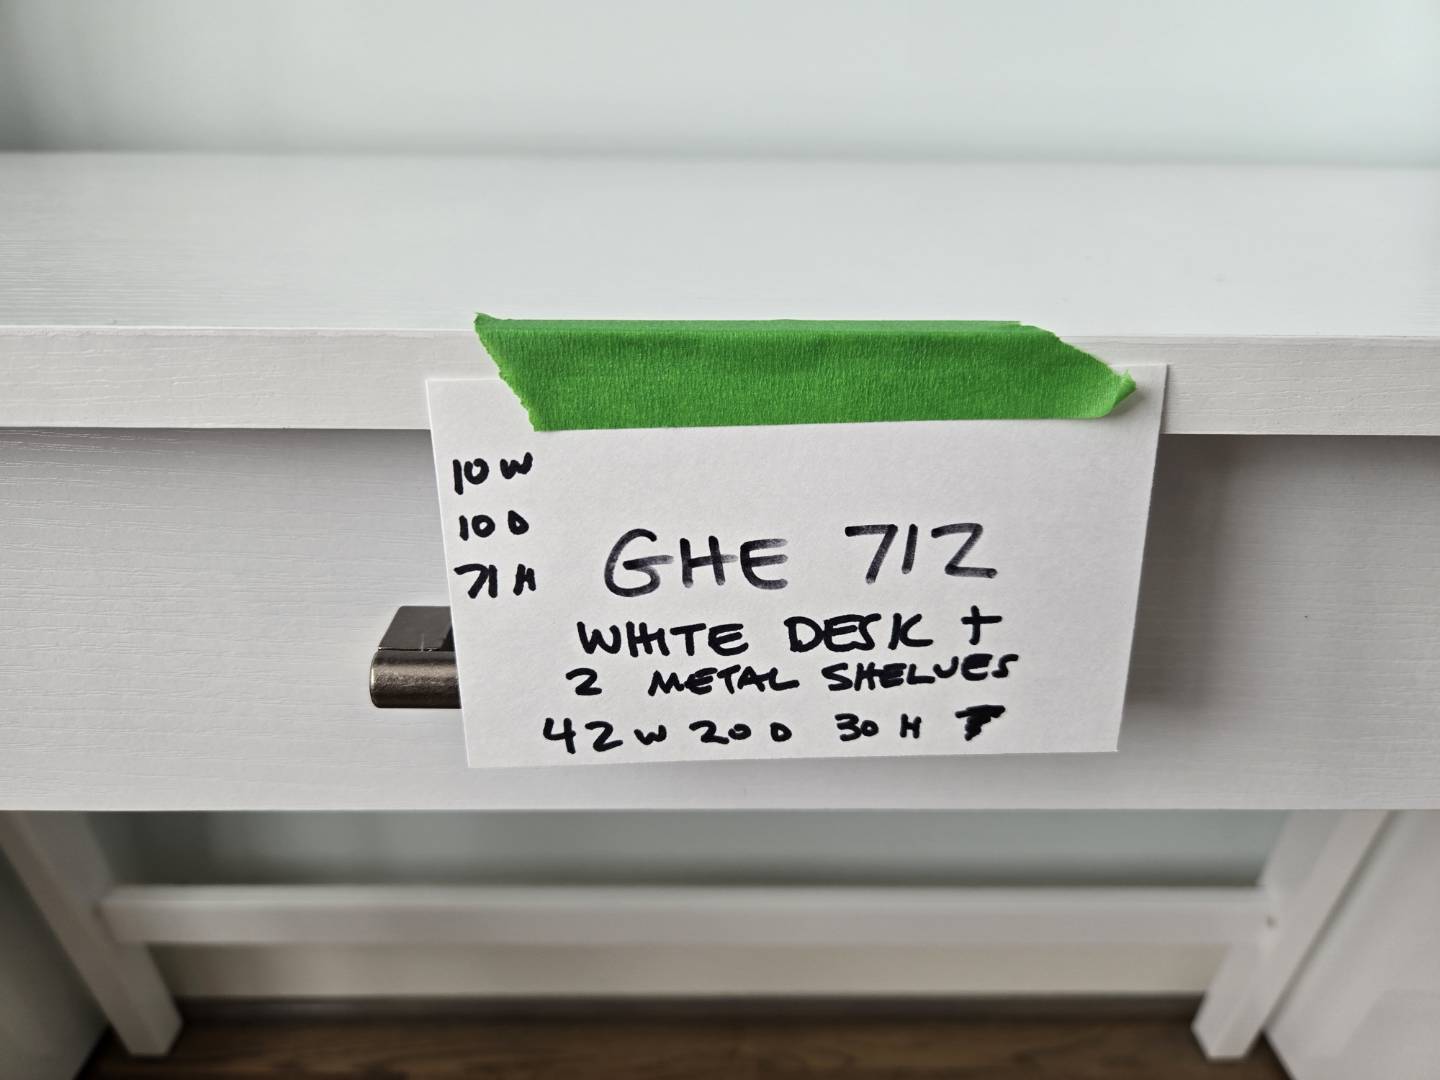 10 W
10 D
71 H
GHE 712
WHITE DESK +
2 METAL SHELVES
42 W 20 D 30 H